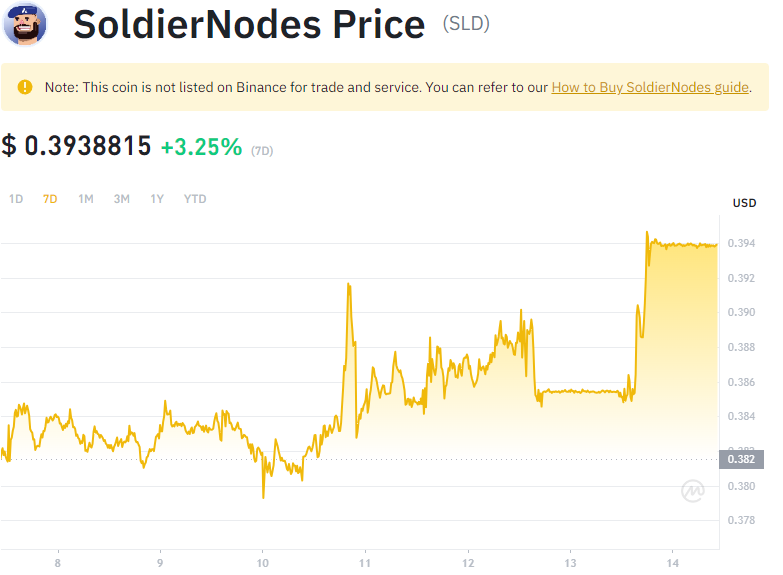 SoldierNodes Price (SLD)
Note: This coin is not listed on Binance for trade and service. You can refer to our How to Buy SoldierNodes guide.
$ 0.3938815 +3.25% (7D)
1D 7D 1M 3M 1Y YTD
USD
0.394
0.392
0.390
0.388
0.386
0.384
0.382
0.380
0.378
8 9 10 11 12 13 14